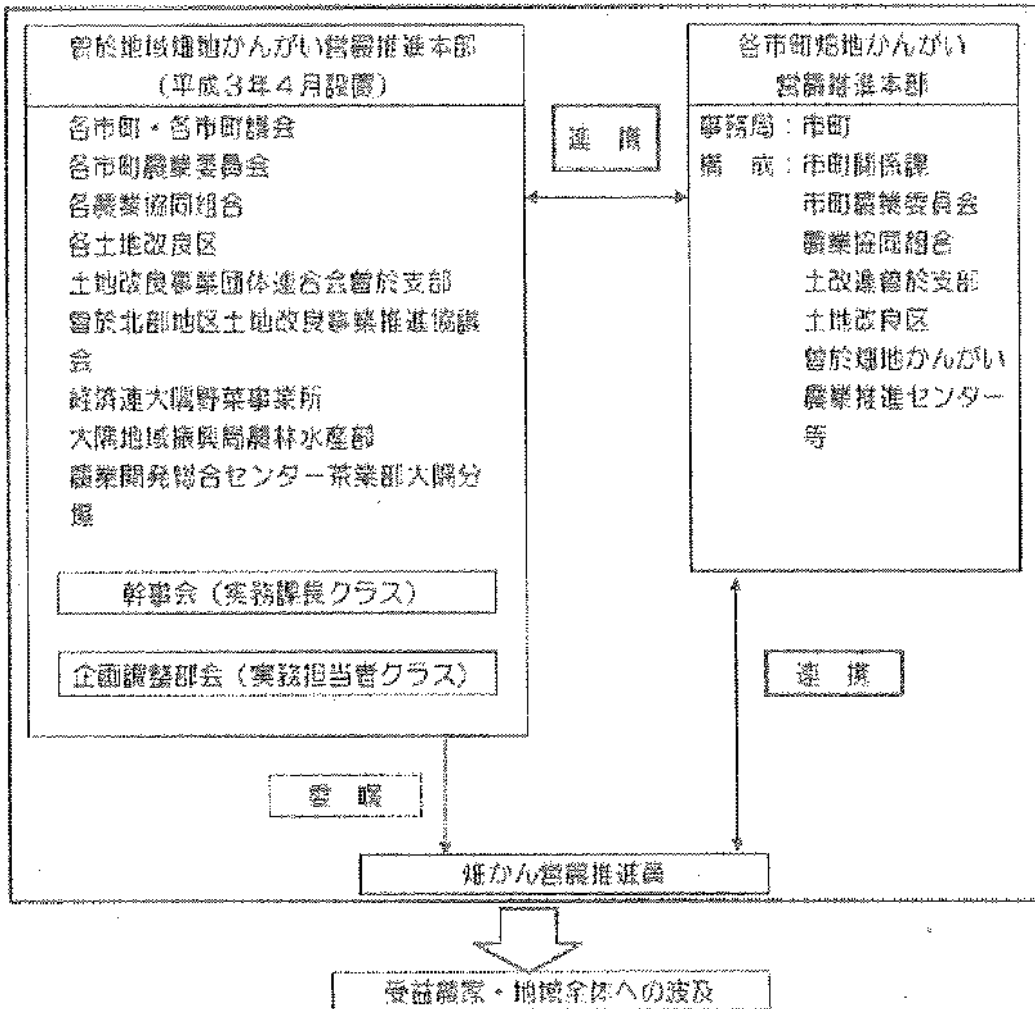 曾於地域畑地かんがい営農推進本部
(平成3年4月設置)
各市町・各市町議会
各市町農業委員会
各農業協同組合
各土地改良区
土地改良事業団体連合会曾於支部
曾於北部地区土地改良事業推進協議
会
経済連大隅野菜事業所
大隅地域振興局農林水産部
農業開発総合センター茶業部大隅分
場
幹事会(実務課長クラス)
企画調整部会(実務担当者クラス)
連 携
各市町畑地かんがい
営農推進本部
事務局:市町
構 成:市町関係課
市町農業委員会
農業協同組合
土改連曾於支部
土地改良区
曾於畑地かんがい
農業推進センター
等
連 携
委 嘱
畑かん営農推進員
受益農家・地域全体への波及